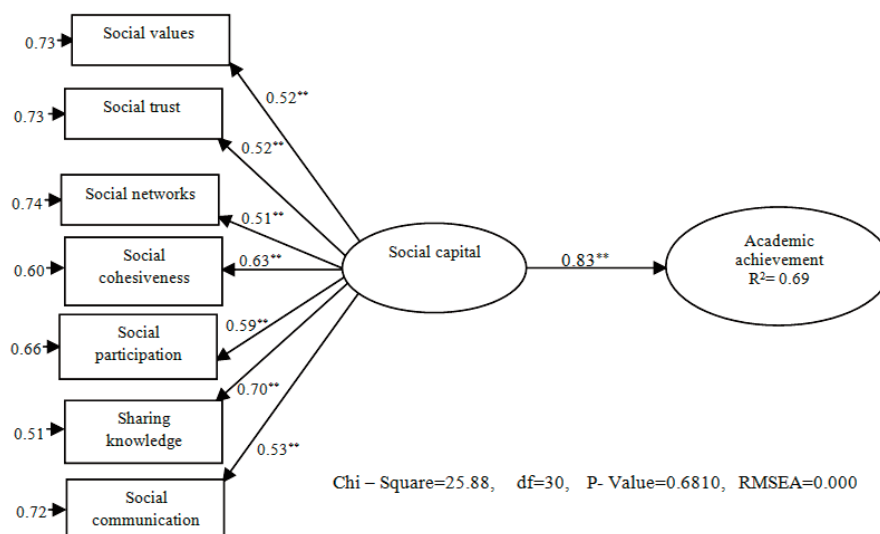 0.73
Social values
0.52**
0.73
Social trust
0.52**
0.74
Social networks
0.51**
0.60
Social
cohesiveness
0.63**
Social capital
0.83**
Academic
achievement
R²= 0.69
0.66
Social
participation
0.59**
0.51
Sharing
knowledge
0.70**
0.72
Social
communication
0.53**
Chi – Square=25.88, df=30, P- Value=0.6810, RMSEA=0.000